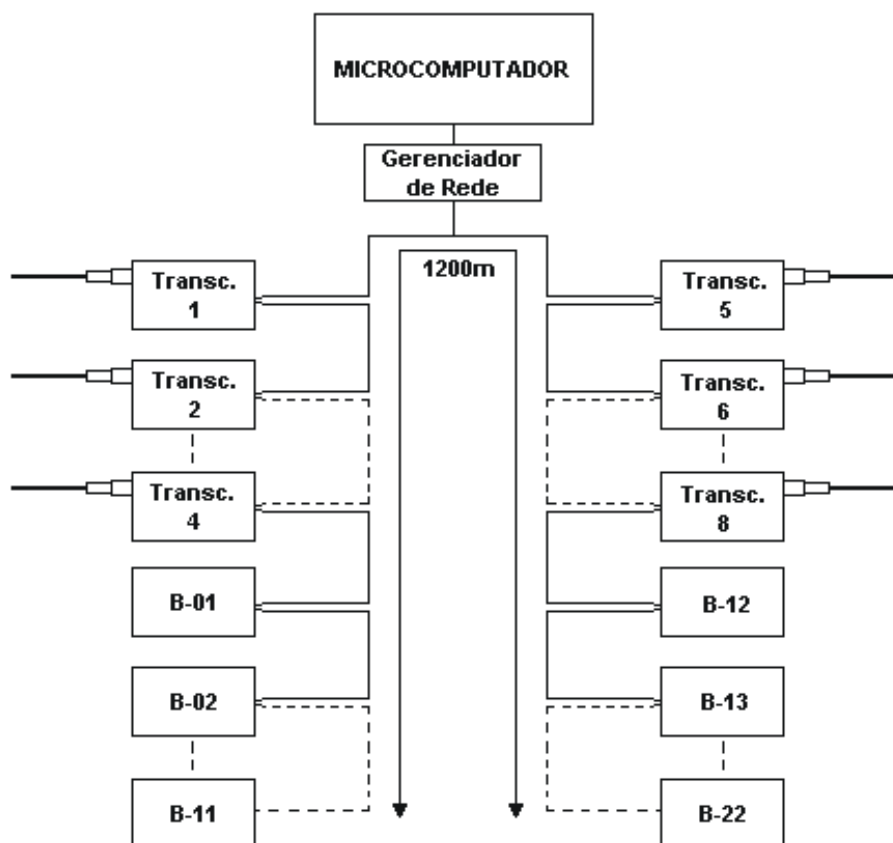 MICROCOMPUTADOR
Gerenciador
de Rede
1200m
Transc.
1
Transc.
5
Transc.
2
Transc.
6
Transc.
4
Transc.
8
B-01
B-12
B-02
B-13
B-11
B-22